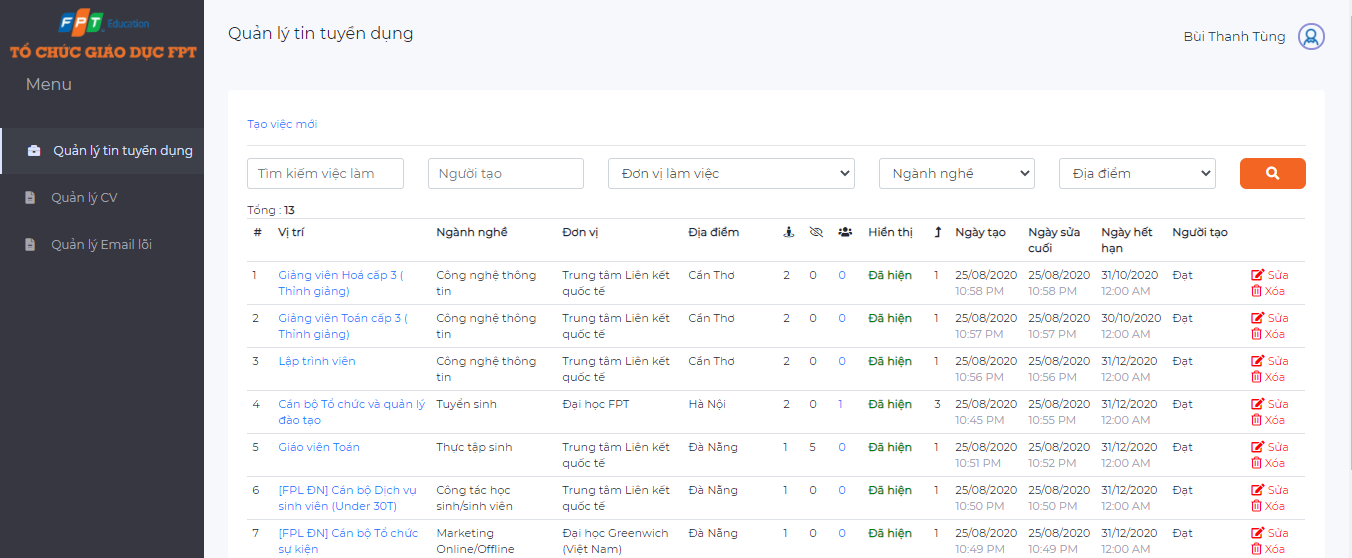 FPT Education
TỔ CHỨC GIÁO DỤC FPT
Menu
Quản lý tin tuyển dụng
Quản lý CV
Quản lý Email lỗi
Quản lý tin tuyển dụng
Bùi Thanh Tùng
Tạo việc mới
Tìm kiếm việc làm Người tạo Đơn vị làm việc Ngành nghề Địa điểm
Tổng : 13
# Vị trí Ngành nghề Đơn vị Địa điểm Hiển thị Ngày tạo Ngày sửa Ngày hết Người tạo
cuối hạn
1 Giảng viên Hoá cấp 3 ( Công nghệ thông Trung tâm Liên kết Cần Thơ 2 0 0 Đã hiện 1 25/08/2020 25/08/2020 31/10/2020 Đạt Sửa
Thỉnh giảng) tin quốc tế 10:58 PM 10:58 PM 12:00 AM Xóa
2 Giảng viên Toán cấp 3 ( Công nghệ thông Trung tâm Liên kết Cần Thơ 2 0 0 Đã hiện 1 25/08/2020 25/08/2020 30/10/2020 Đạt Sửa
Thỉnh giảng) tin quốc tế 10:57 PM 10:57 PM 12:00 AM Xóa
3 Lập trình viên Công nghệ thông Trung tâm Liên kết Cần Thơ 2 0 0 Đã hiện 1 25/08/2020 25/08/2020 31/12/2020 Đạt Sửa
tin quốc tế 10:56 PM 10:56 PM 12:00 AM Xóa
4 Cán bộ Tổ chức và quản lý Tuyển sinh Đại học FPT Hà Nội 2 0 1 Đã hiện 3 25/08/2020 25/08/2020 31/12/2020 Đạt Sửa
đào tạo 10:45 PM 10:55 PM 12:00 AM Xóa
5 Giáo viên Toán Thực tập sinh Trung tâm Liên kết Đà Nẵng 1 5 0 Đã hiện 1 25/08/2020 25/08/2020 31/12/2020 Đạt Sửa
quốc tế 10:51 PM 10:52 PM 12:00 AM Xóa
6 [FPL ĐN] Cán bộ Dịch vụ Công tác học Trung tâm Liên kết Đà Nẵng 1 0 0 Đã hiện 1 25/08/2020 25/08/2020 31/12/2020 Đạt Sửa
sinh viên (Under 30T) sinh/sinh viên quốc tế 10:50 PM 10:50 PM 12:00 AM Xóa
7 [FPL ĐN] Cán bộ Tổ chức Marketing Đại học Greenwich Đà Nẵng 1 0 0 Đã hiện 1 25/08/2020 25/08/2020 31/12/2020 Đạt Sửa
sự kiện Online/Offline (Việt Nam) 10:49 PM 10:49 PM 12:00 AM Xóa